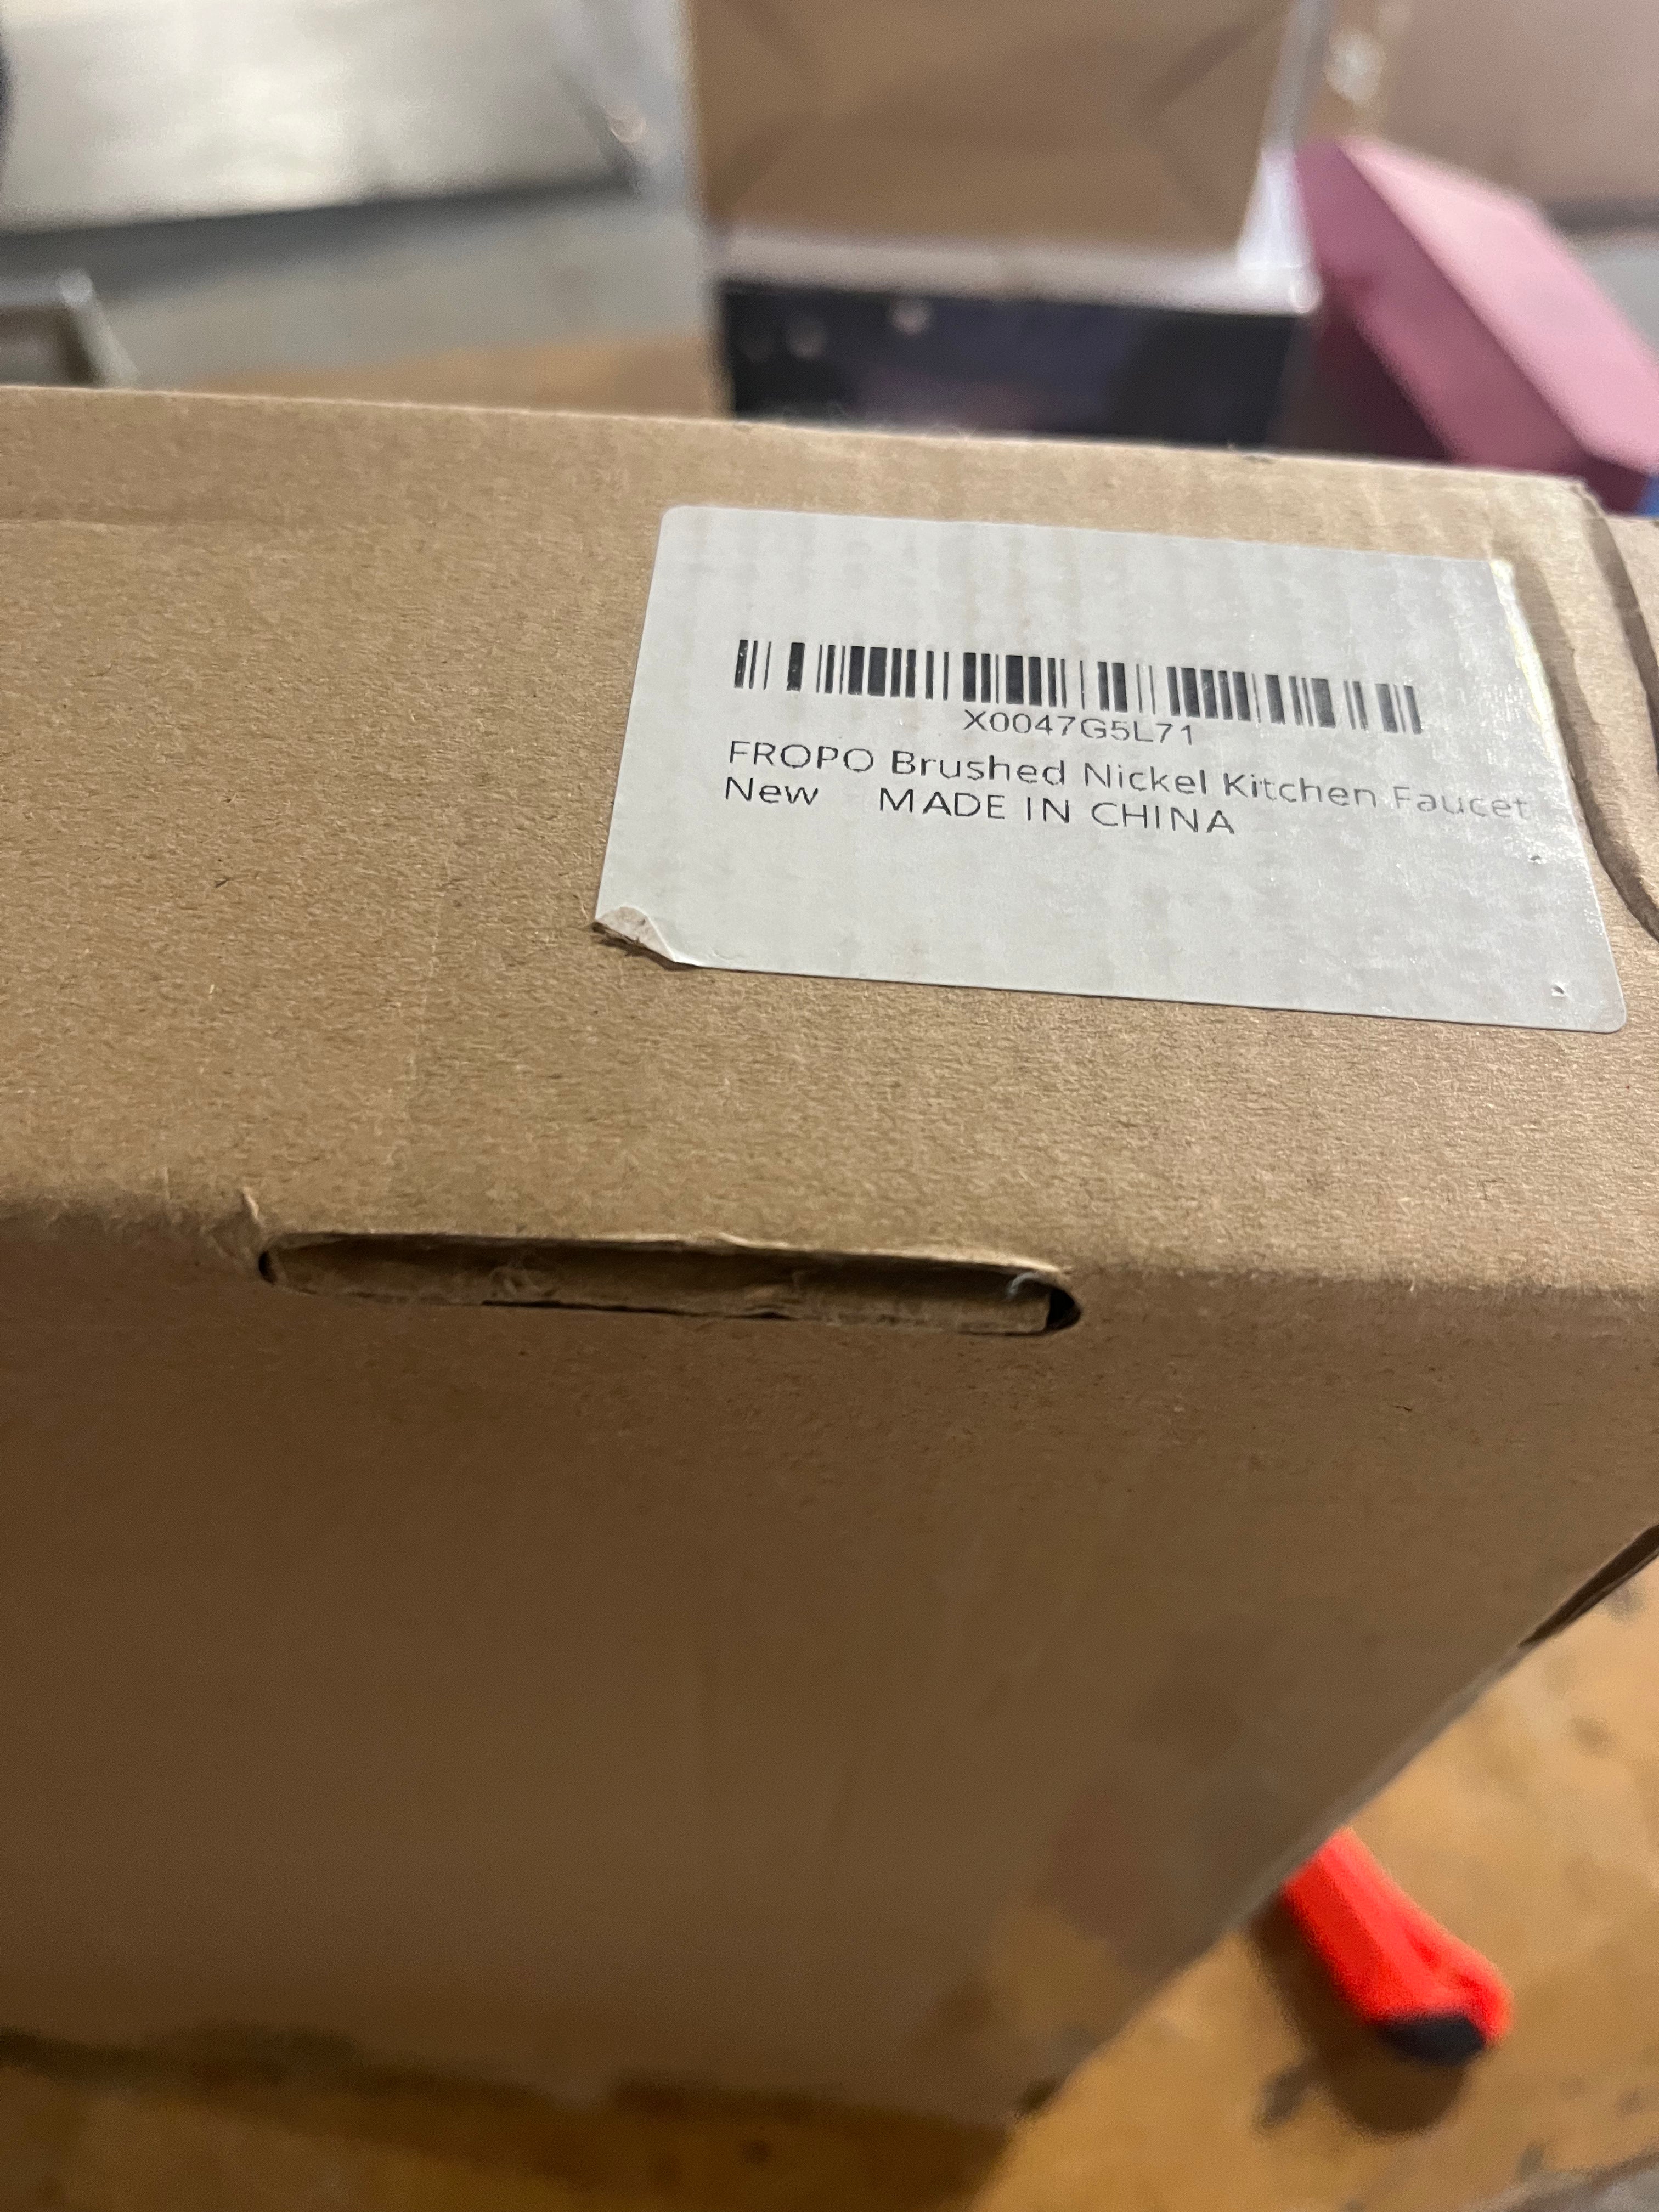 X0047G5L71
FROPO Brushed Nickel Kitchen Faucet
New MADE IN CHINA